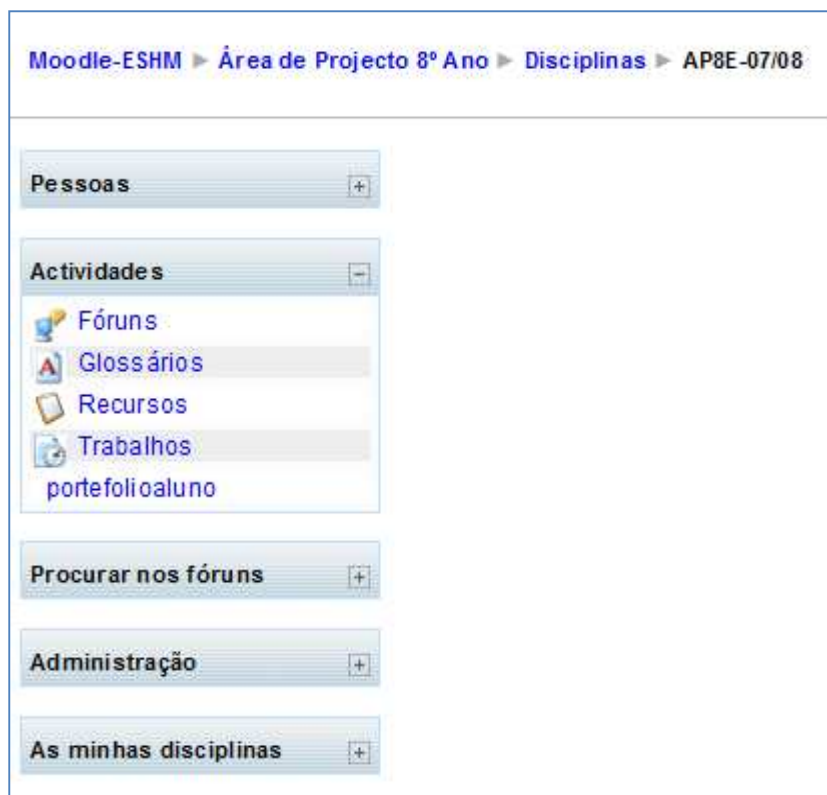 Moodle-ESHM ► Área de Projecto 8º Ano ► Disciplinas ► AP8E-07/08
Pessoas
Actividades
Fóruns
Glossários
Recursos
Trabalhos
portefolioaluno
Procurar nos fóruns
Administração
As minhas disciplinas